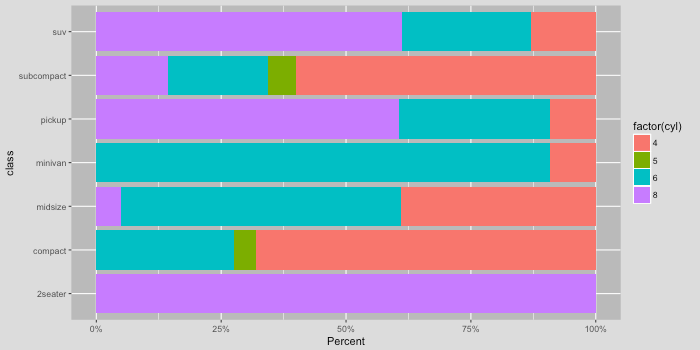 suv
subcompact
pickup
minivan
midsize
compact
2seater
class
0% 25% 50% 75% 100%
Percent
factor(cyl)
4
5
6
8